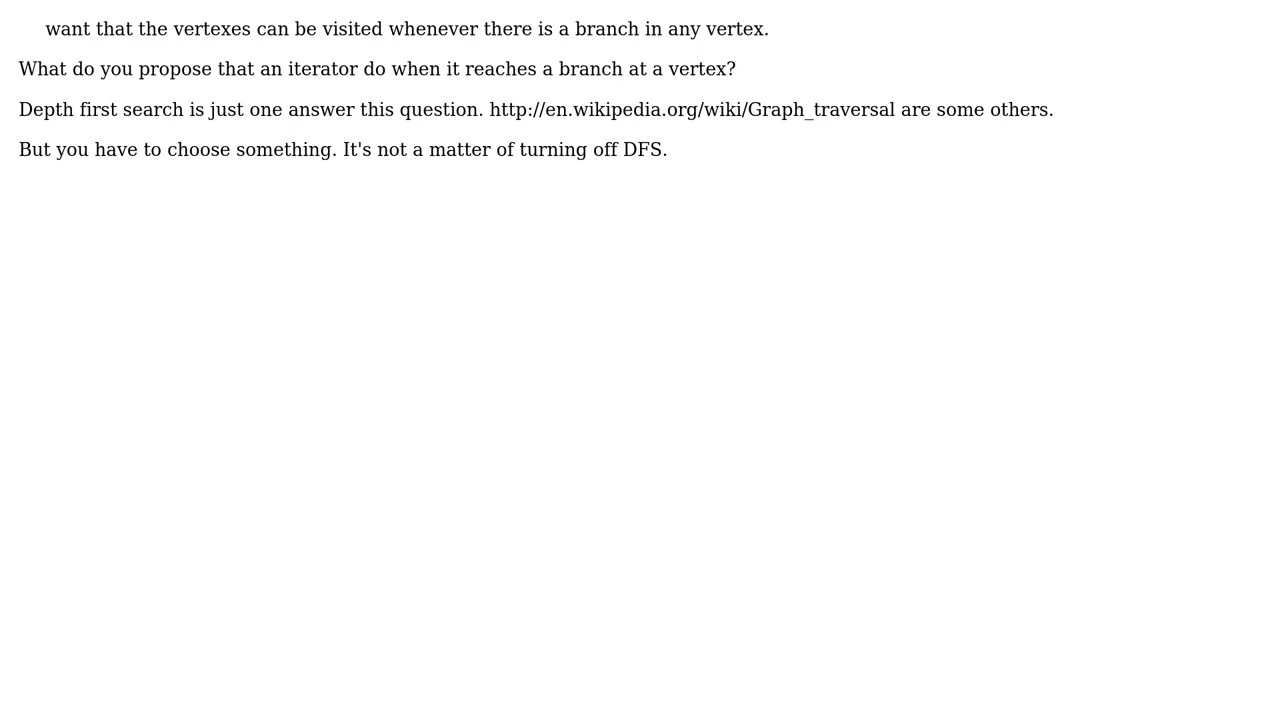 want that the vertexes can be visited whenever there is a branch in any vertex.
What do you propose that an iterator do when it reaches a branch at a vertex?
Depth first search is just one answer this question. http://en.wikipedia.org/wiki/Graph_traversal are some others.
But you have to choose something. It's not a matter of turning off DFS.